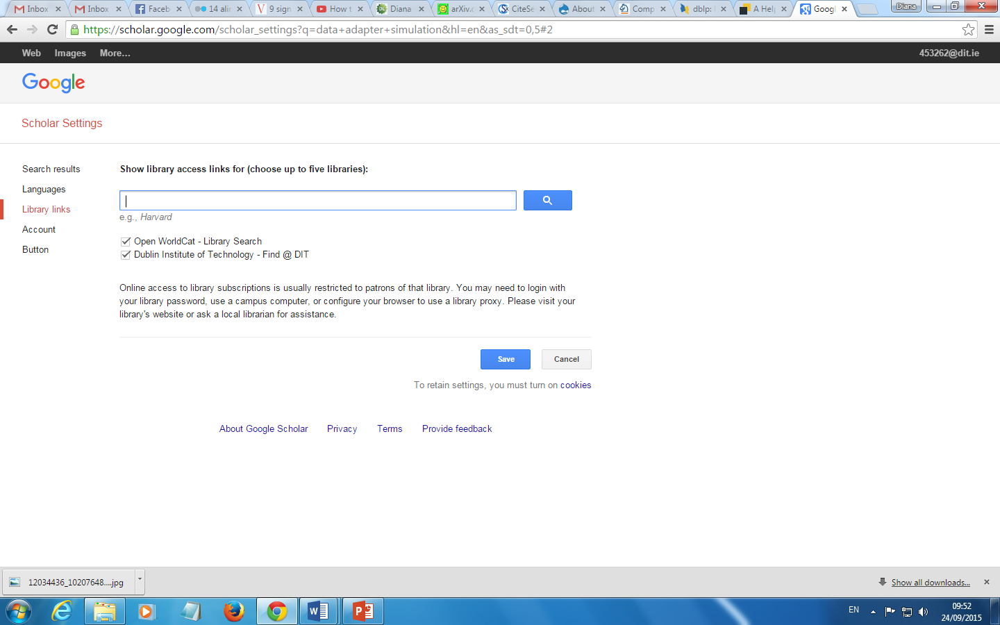 Inbox
Inbox
Faceb
14 alin
9 sign
How t
Diana
arXiv.c
CiteSe
About
Comp
dblp:
A Help
Googl
Diana
https://scholar.google.com/scholar_settings?q=data+adapter+simulation&hl=en&as_sdt=0,5#2
Web Images More...
453262@dit.ie
Google
Scholar Settings
Search results
Languages
Library links
Account
Button
Show library access links for (choose up to five libraries):
e.g., Harvard
Open WorldCat - Library Search
Dublin Institute of Technology - Find @ DIT
Online access to library subscriptions is usually restricted to patrons of that library. You may need to login with
your library password, use a campus computer, or configure your browser to use a library proxy. Please visit your
library's website or ask a local librarian for assistance.
Save Cancel
To retain settings, you must turn on cookies
About Google Scholar Privacy Terms Provide feedback
12034436_10207648....jpg
Show all downloads...
EN
09:52
24/09/2015